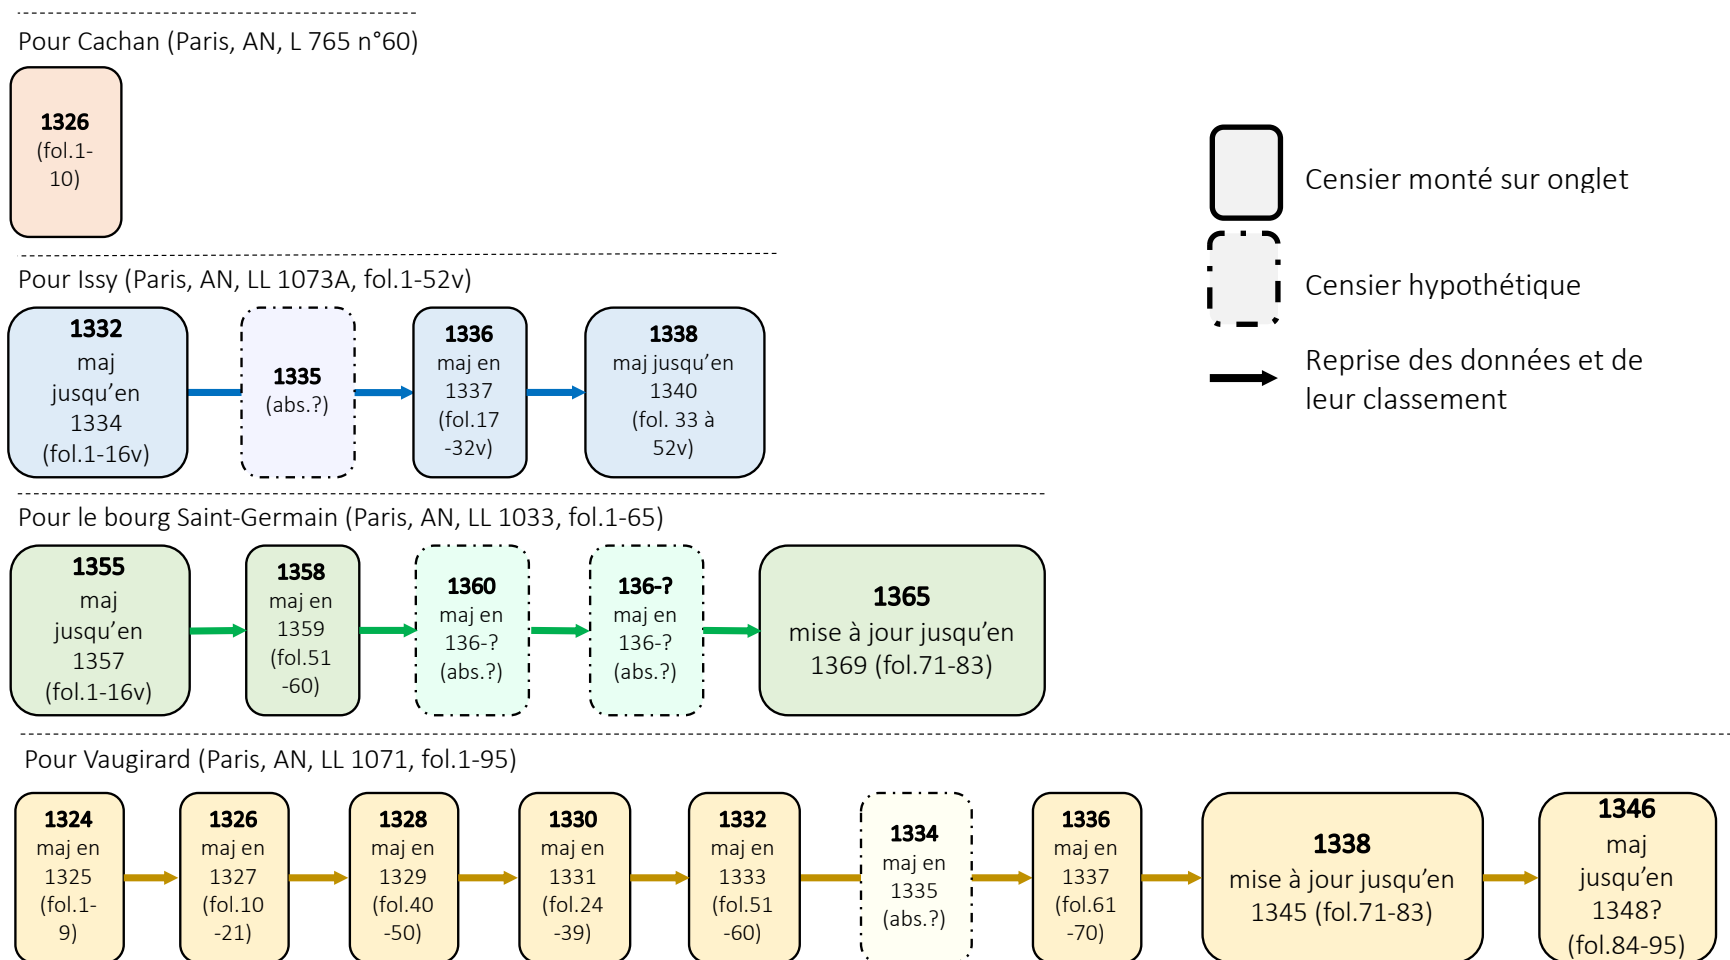 Pour Cachan (Paris, AN, L 765 n°60)
1326
(fol.1-
10)
Censier monté sur onglet
Censier hypothétique
Reprise des données et de
leur classement
Pour Issy (Paris, AN, LL 1073A, fol.1-52v)
1332
maj
jusqu’en
1334
(fol.1-16v)
1335
(abs.?)
1336
maj en
1337
(fol.17
-32v)
1338
maj jusqu’en
1340
(fol. 33 à
52v)
Pour le bourg Saint-Germain (Paris, AN, LL 1033, fol.1-65)
1355
maj
jusqu’en
1357
(fol.1-16v)
1358
maj en
1359
(fol.51
-60)
1360
maj en
136-?
(abs.?)
136-?
maj en
136-?
(abs.?)
1365
mise à jour jusqu’en
1369 (fol.71-83)
Pour Vaugirard (Paris, AN, LL 1071, fol.1-95)
1324
maj en
1325
(fol.1-
9)
1326
maj en
1327
(fol.10
-21)
1328
maj en
1329
(fol.40
-50)
1330
maj en
1331
(fol.24
-39)
1332
maj en
1333
(fol.51
-60)
1334
maj en
1335
(abs.?)
1336
maj en
1337
(fol.61
-70)
1338
mise à jour jusqu’en
1345 (fol.71-83)
1346
maj
jusqu’en
1348?
(fol.84-95)